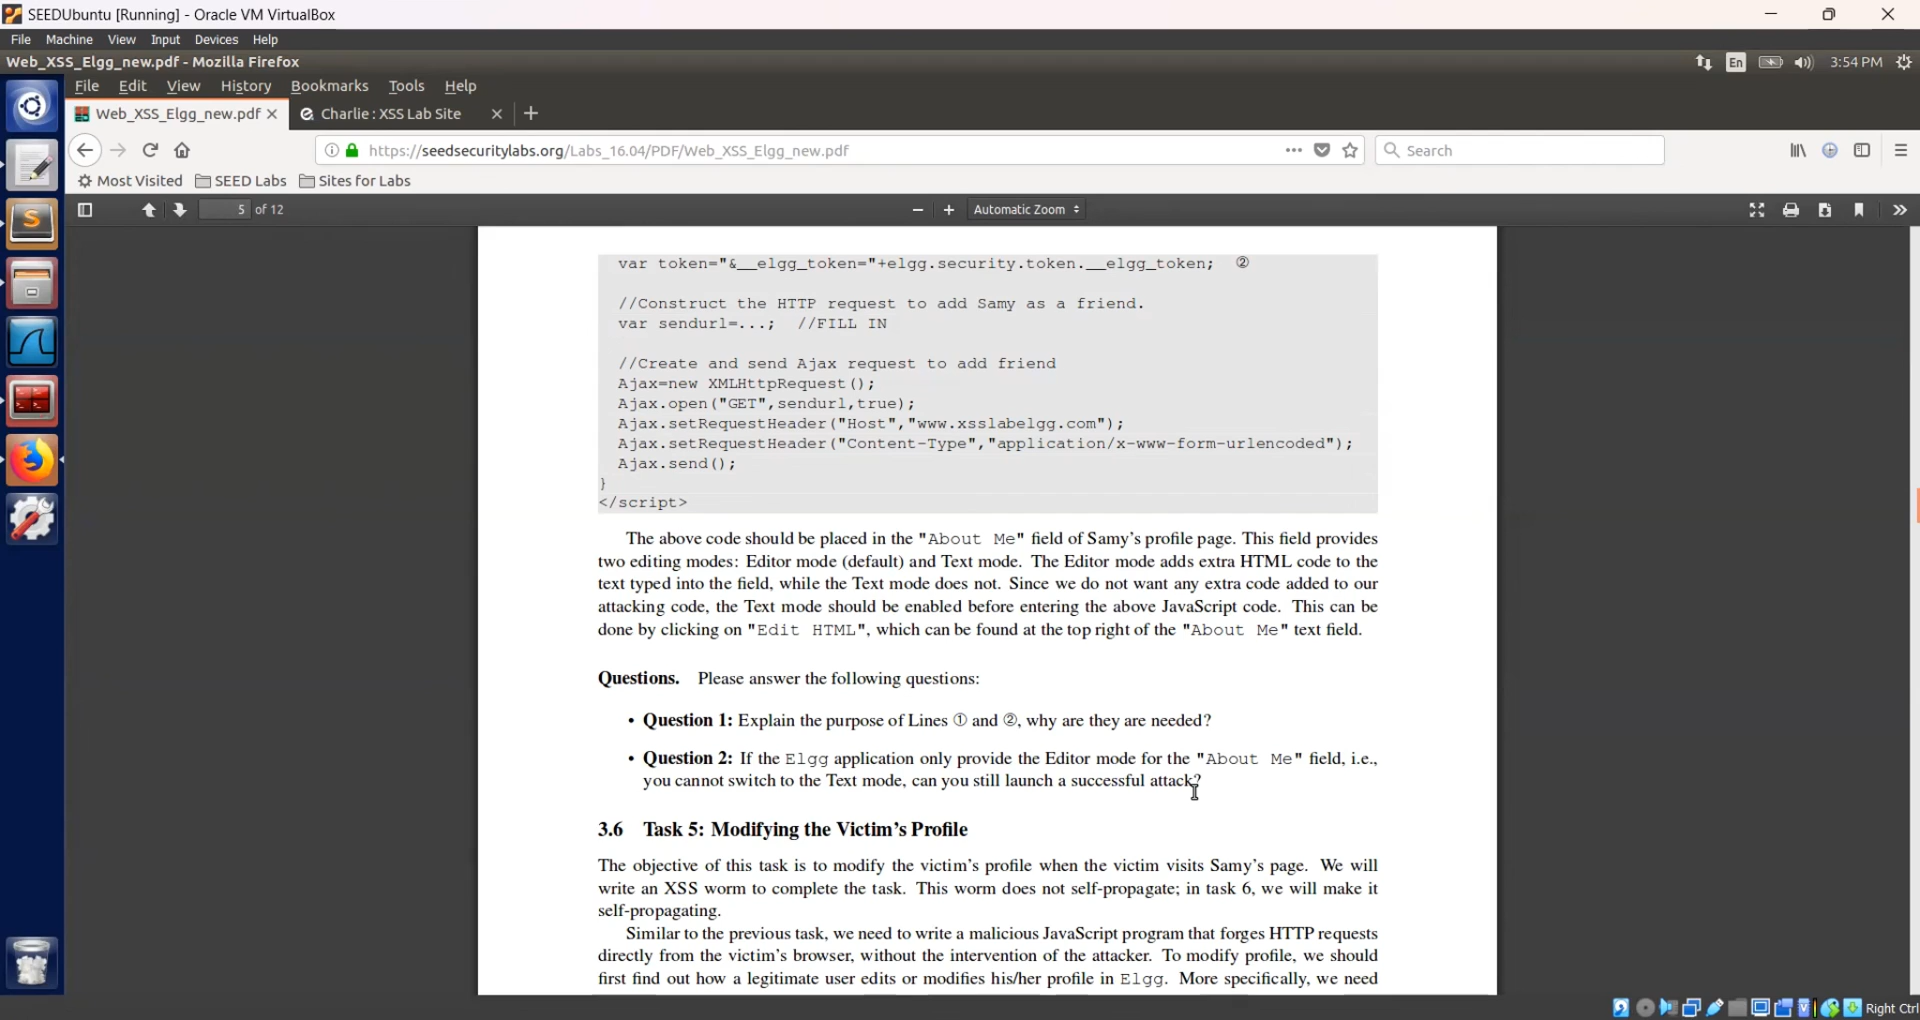 SEEDUbuntu [Running] - Oracle VM VirtualBox
File Machine View Input Devices Help
Web_XSS_Elgg_new.pdf - Mozilla Firefox
En 3:54 PM
File Edit View History Bookmarks Tools Help
Web_XSS_Elgg_new.pdf Charlie : XSS Lab Site
https://seedsecuritylabs.org/Labs_16.04/PDF/Web_XSS_Elgg_new.pdf Search
Most Visited SEED Labs Sites for Labs
5 of 12 Automatic Zoom
var token="&__elgg_token="+elgg.security.token.__elgg_token; ②
//Construct the HTTP request to add Samy as a friend.
var sendurl=...; //FILL IN
//Create and send Ajax request to add friend
Ajax=new XMLHttpRequest();
Ajax.open("GET",sendurl,true);
Ajax.setRequestHeader("Host","www.xsslabelgg.com");
Ajax.setRequestHeader("Content-Type","application/x-www-form-urlencoded");
Ajax.send();
}
</script>
The above code should be placed in the "About Me" field of Samy's profile page. This field provides
two editing modes: Editor mode (default) and Text mode. The Editor mode adds extra HTML code to the
text typed into the field, while the Text mode does not. Since we do not want any extra code added to our
attacking code, the Text mode should be enabled before entering the above JavaScript code. This can be
done by clicking on "Edit HTML", which can be found at the top right of the "About Me" text field.
Questions. Please answer the following questions:
• Question 1: Explain the purpose of Lines ① and ②, why are they are needed?
• Question 2: If the Elgg application only provide the Editor mode for the "About Me" field, i.e.,
you cannot switch to the Text mode, can you still launch a successful attack?
3.6 Task 5: Modifying the Victim's Profile
The objective of this task is to modify the victim's profile when the victim visits Samy's page. We will
write an XSS worm to complete the task. This worm does not self-propagate; in task 6, we will make it
self-propagating.
Similar to the previous task, we need to write a malicious JavaScript program that forges HTTP requests
directly from the victim's browser, without the intervention of the attacker. To modify profile, we should
first find out how a legitimate user edits or modifies his/her profile in Elgg. More specifically, we need
Right Ctrl